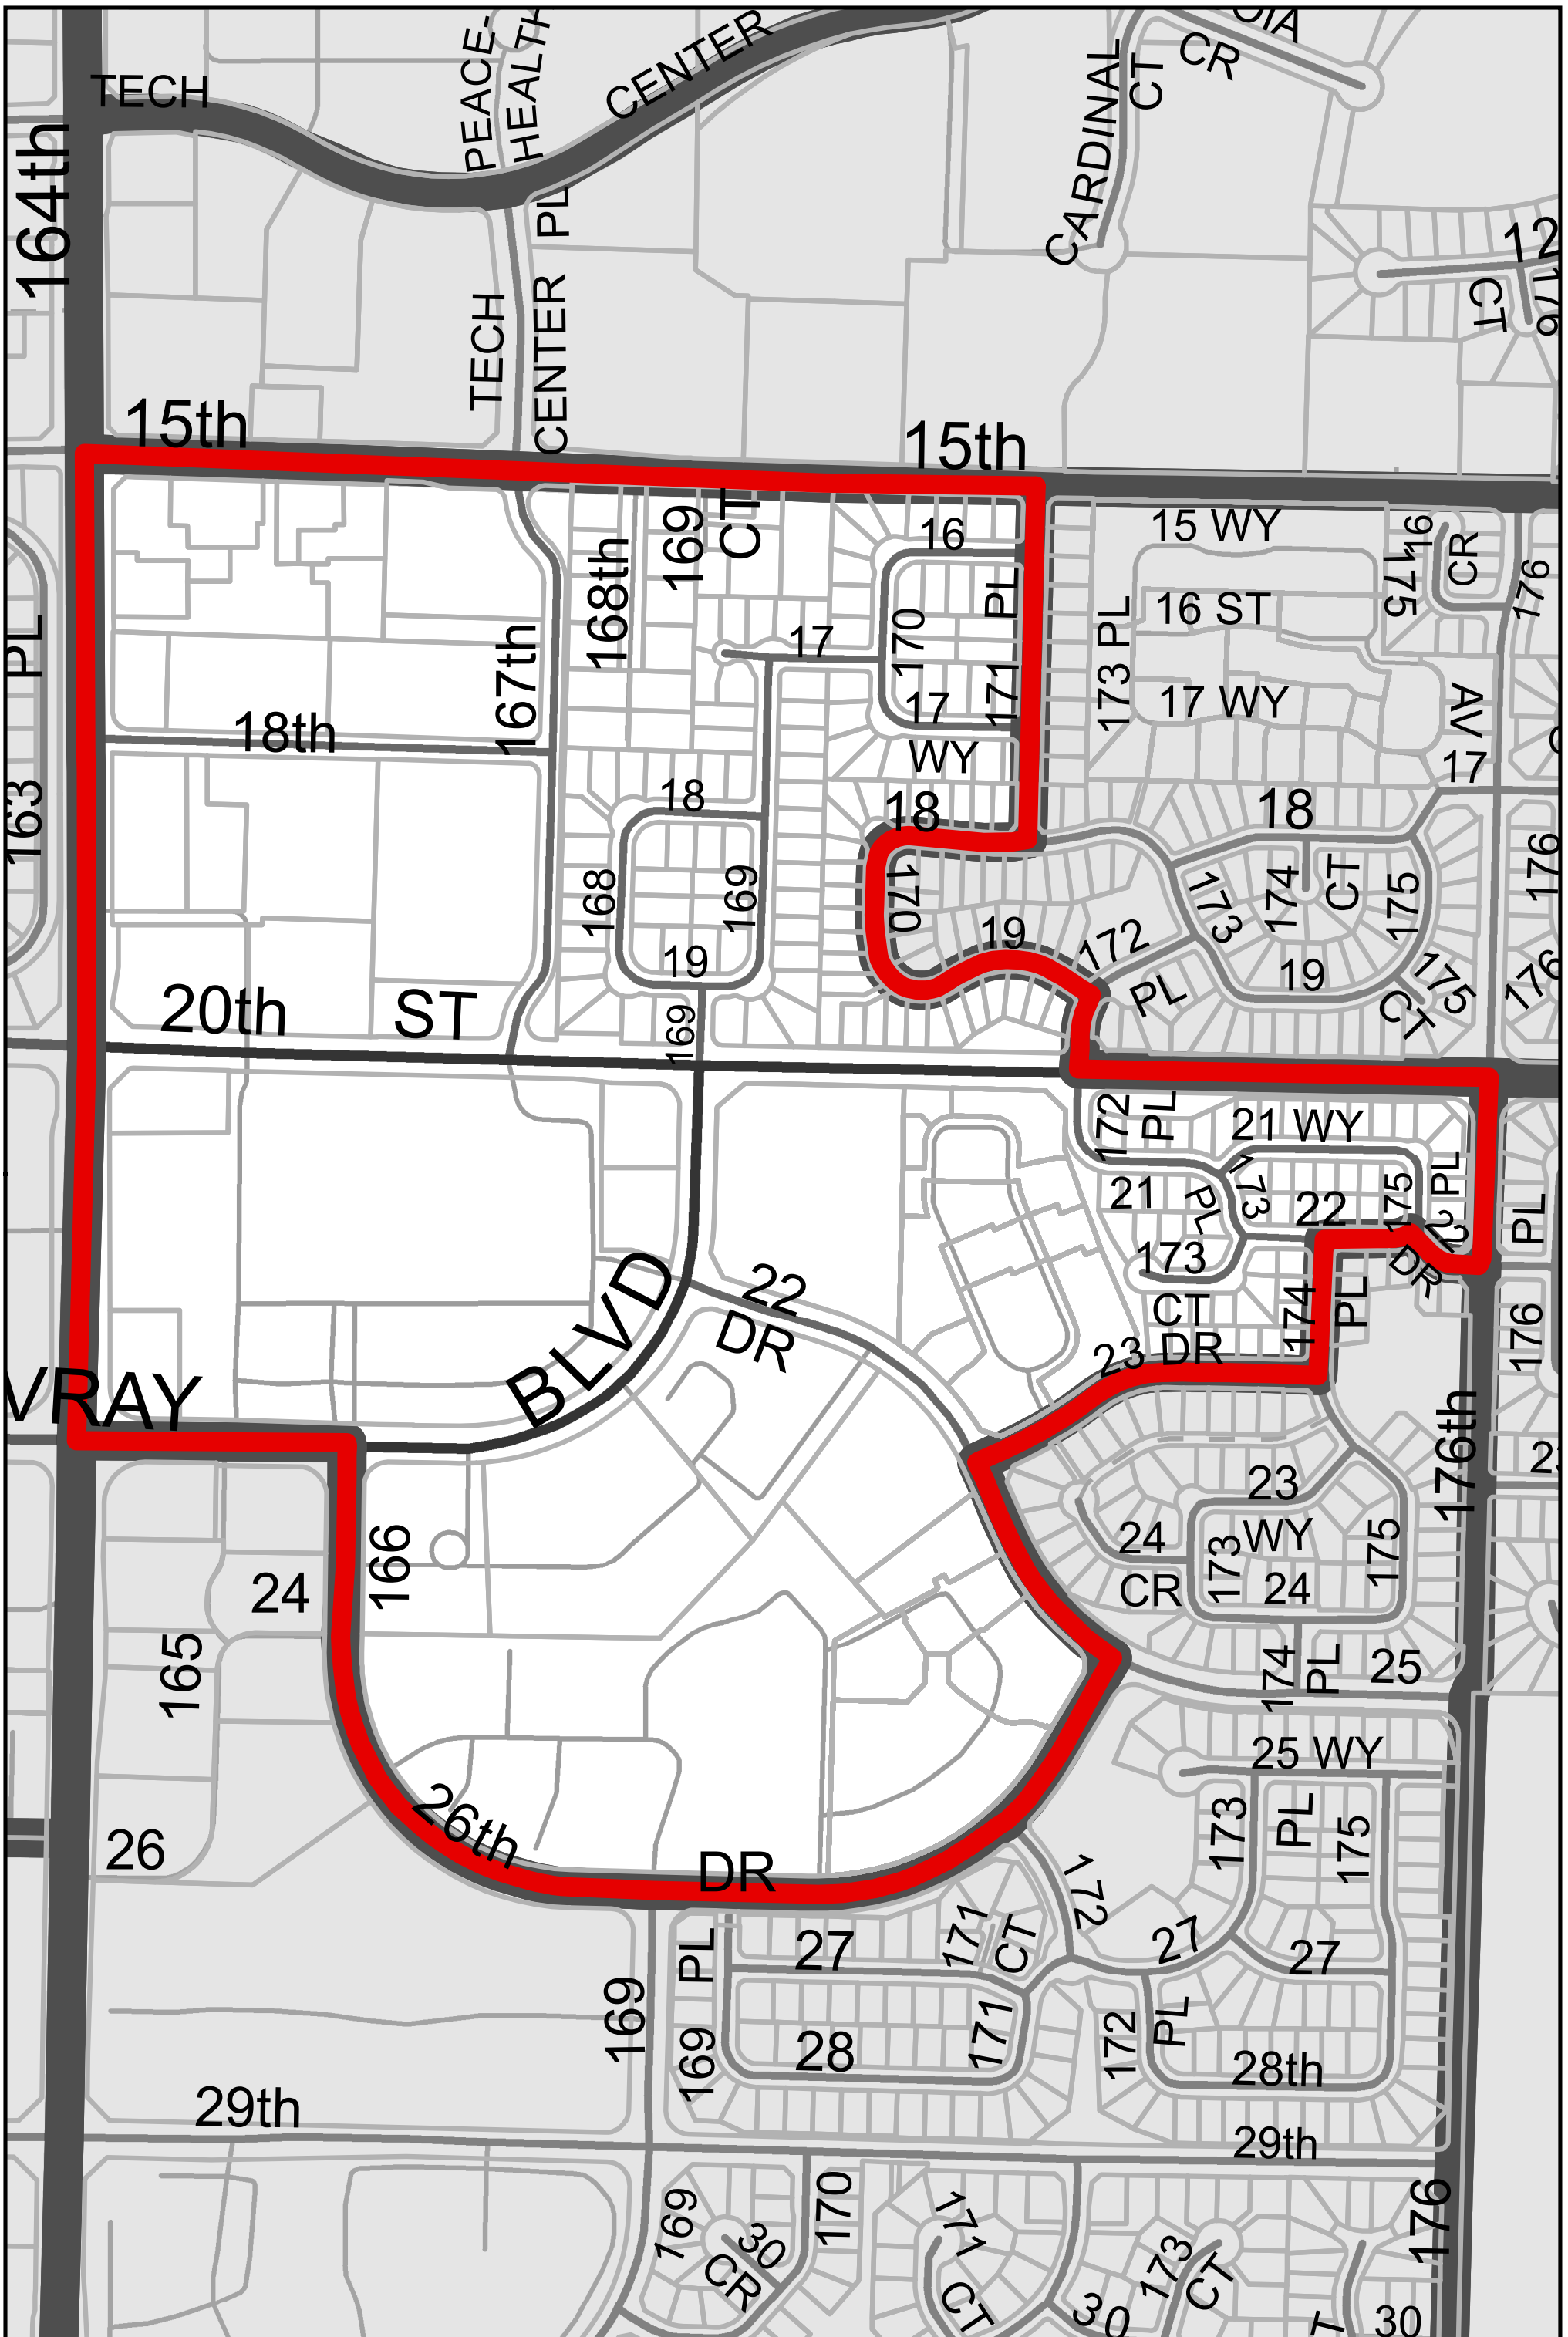 TECH
PEACE-
HEALTH
CENTER
CARDINAL
CT
CR
164th
PL
TECH
CENTER
12
CT
176
15th
15th
169
CT
168th
16
PL
15 WY
16
CR
175
176
PL
167th
17
170
171
173 PL
16 ST
17 WY
AV
18th
17
WY
17
163
18
18
18
168
169
170
19
172
PL
173
174
CT
175
176
19
19
175
CT
176
20th
ST
169
172
PL
21 WY
21
PL
173
22
175
PL
22
DR
PL
173
CT
174
PL
176
BLVD
22
DR
23 DR
VRAY
176th
23
WY
24
CR
173
24
175
166
24
165
174
PL
25
25 WY
173
PL
175
26
26th
DR
172
27
171
CT
27
27
PL
169
169
28
171
172
PL
28th
29th
29th
169
30
CR
170
171
CT
173
CT
30
176
30